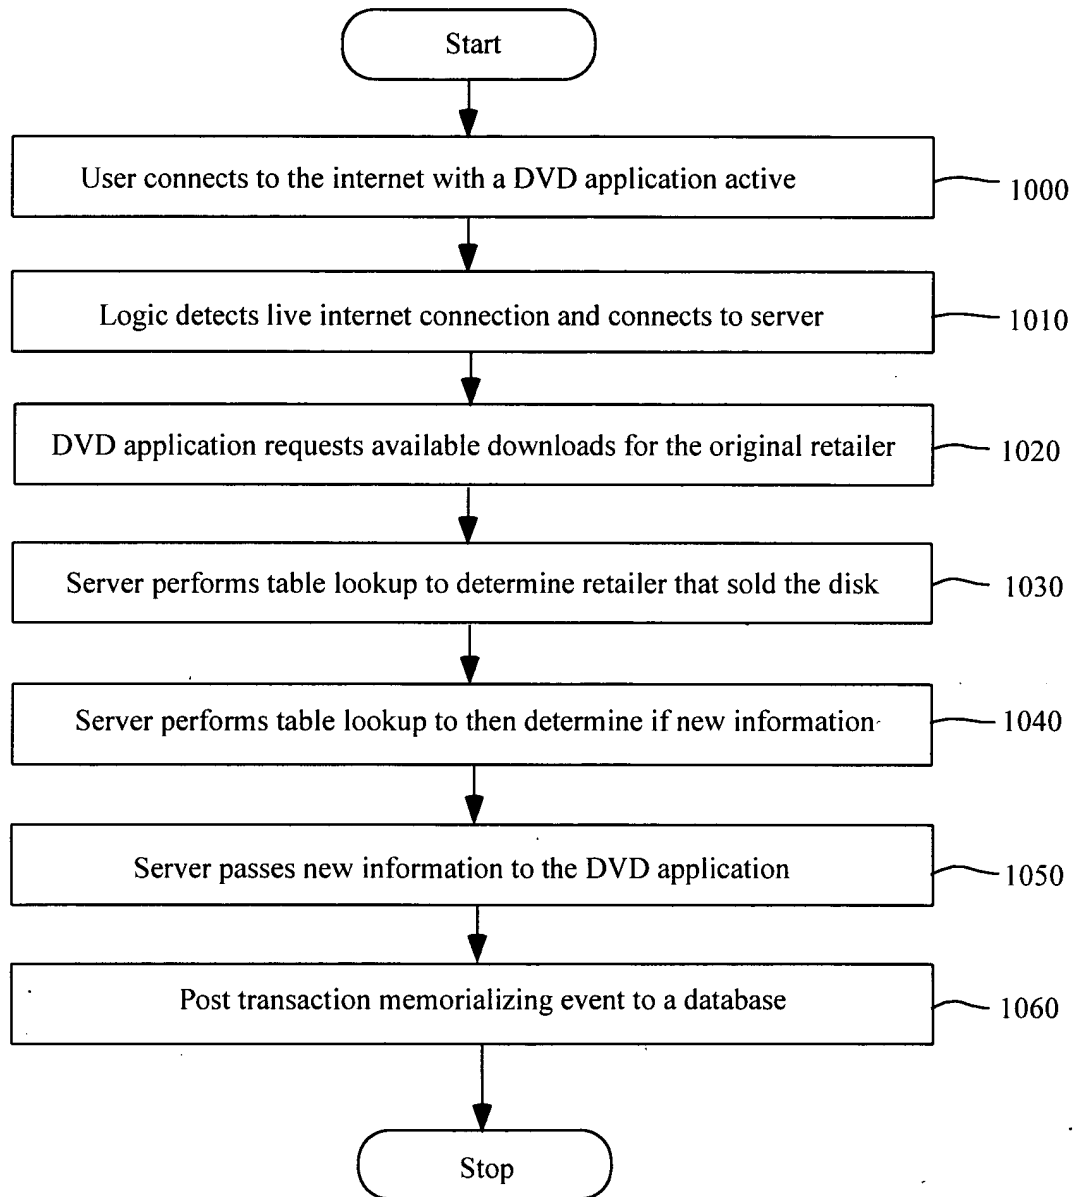 Start
User connects to the internet with a DVD application active
1000
Logic detects live internet connection and connects to server
1010
DVD application requests available downloads for the original retailer
1020
Server performs table lookup to determine retailer that sold the disk
1030
Server performs table lookup to then determine if new information
1040
Server passes new information to the DVD application
1050
Post transaction memorializing event to a database
1060
Stop